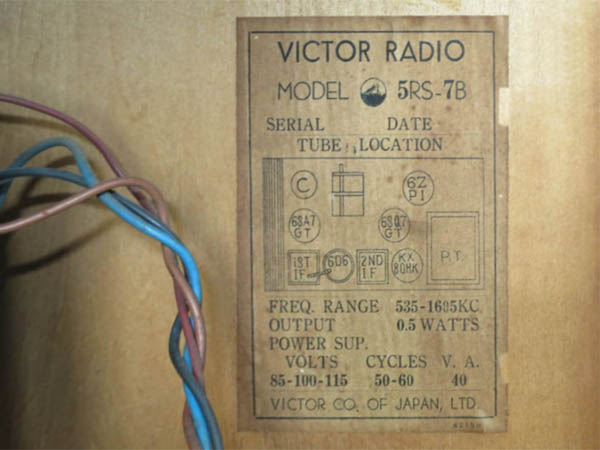 VICTOR RADIO
MODEL 5RS-7B
SERIAL DATE
TUBE LOCATION
C
6Z
P1
6SA7
GT
6SQ7
GT
1ST
IF
6D6
2ND
IF
KX
80HK
P.T.
FREQ. RANGE 535-1605KC
OUTPUT 0.5 WATTS
POWER SUP.
VOLTS CYCLES V. A.
85-100-115 50-60 40
VICTOR CO. OF JAPAN, LTD.